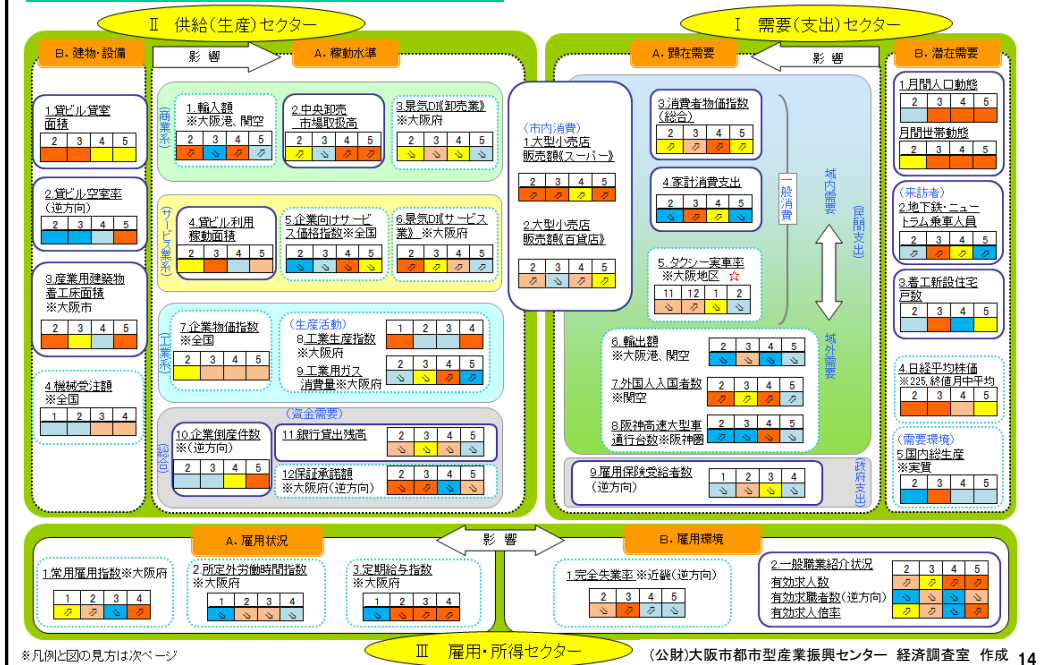 Ⅱ 供給(生産)セクター
Ⅰ 需要(支出)セクター
B. 建物・設備
影 響
A. 稼動水準
A. 顕在需要
影 響
B. 潜在需要
1.貸ビル貸室
面積
2 3 4 5
2.貸ビル空室率
(逆方向)
2 3 4 5
3.産業用建築物
着工床面積
※大阪市
2 3 4 5
4.機械受注額
※全国
1 2 3 4
(商業系)
1.輸入額
※大阪港、関空
2 3 4 5
⇗ ⇘ ⇗ ⇗
2.中央卸売
市場取扱高
2 3 4 5
⇗ ⇘ ⇗ ⇗
3.景気DI《卸売業》
※大阪府
2 3 4 5
⇘ ⇘ ⇘ ⇘
(サービス業系)
4.貸ビル利用
稼動面積
2 3 4 5
5.企業向けサービ
ス価格指数※全国
2 3 4 5
⇘ ⇘ ⇗ ⇘
6.景気DI《サービス
業》 ※大阪府
2 3 4 5
⇗ ⇗ ⇗ ⇘
(工業系)
7.企業物価指数
※全国
2 3 4 5
⇘ ⇘ ⇘ ⇘
(生産活動)
8.工業生産指数
※大阪府
1 2 3 4
9.工業用ガス
消費量※大阪府
2 3 4 5
⇘ ⇘ ⇗ ⇗
(総合)
(資金需要)
10.企業倒産件数
※(逆方向)
2 3 4 5
11.銀行貸出残高
2 3 4 5
⇘ ⇘ ⇘ ⇘
12保証承諾額
※大阪府(逆方向)
2 3 4 5
⇘ ⇗ ⇘ ⇘
(市内消費)
1.大型小売店
販売額《スーパー》
2 3 4 5
⇗ ⇗ ⇗ ⇗
2.大型小売店
販売額《百貨店》
2 3 4 5
⇘ ⇘ ⇗ ⇗
3.消費者物価指数
(総合)
2 3 4 5
⇗ ⇗ ⇗ ⇗
4.家計消費支出
2 3 4 5
⇘ ⇗ ⇗ ⇘
5.タクシー実車率
※大阪地区 ☆
11 12 1 2
⇘ ⇘ ⇘ ⇘
一般消費
域内需要
(民間支出)
域外需要
6.輸出額
※大阪港、関空
2 3 4 5
⇘ ⇘ ⇘ ⇘
7.外国人入国者数
※関空
2 3 4 5
⇗ ⇗ ⇗ ⇗
8.阪神高速大型車
通行台数※阪神圏
2 3 4 5
⇗ ⇘ ⇘ ⇘
9.雇用保険受給者数
(逆方向)
1 2 3 4
⇘ ⇘ ⇘ ⇘
(政府支出)
1.月間人口動態
2 3 4 5
月間世帯動態
2 3 4 5
(来訪者)
2.地下鉄・ニュー
トラム乗車人員
2 3 4 5
⇗ ⇗ ⇗ ⇗
3.着工新設住宅
戸数
2 3 4 5
4.日経平均株価
※225,終値月中平均
2 3 4 5
(需要環境)
5.国内総生産
※実質
2 3 4 5
A. 雇用状況
影 響
B. 雇用環境
1.常用雇用指数※大阪府
1 2 3 4
⇗ ⇗ ⇘ ⇗
2.所定外労働時間指数
※大阪府
1 2 3 4
⇘ ⇘ ⇘ ⇘
3.定期給与指数
※大阪府
1 2 3 4
⇘ ⇗ ⇗ ⇗
1.完全失業率 ※近畿(逆方向)
2 3 4 5
⇘ ⇗ ⇗ ⇘
2.一般職業紹介状況
有効求人数
有効求職者数(逆方向)
有効求人倍率
2 3 4 5
⇗ ⇗ ⇗ ⇗
⇘ ⇘ ⇘ ⇘
⇗ ⇗ ⇘ ⇗
※凡例と図の見方は次ページ
Ⅲ 雇用・所得セクター
(公財)大阪市都市型産業振興センター 経済調査室 作成 14